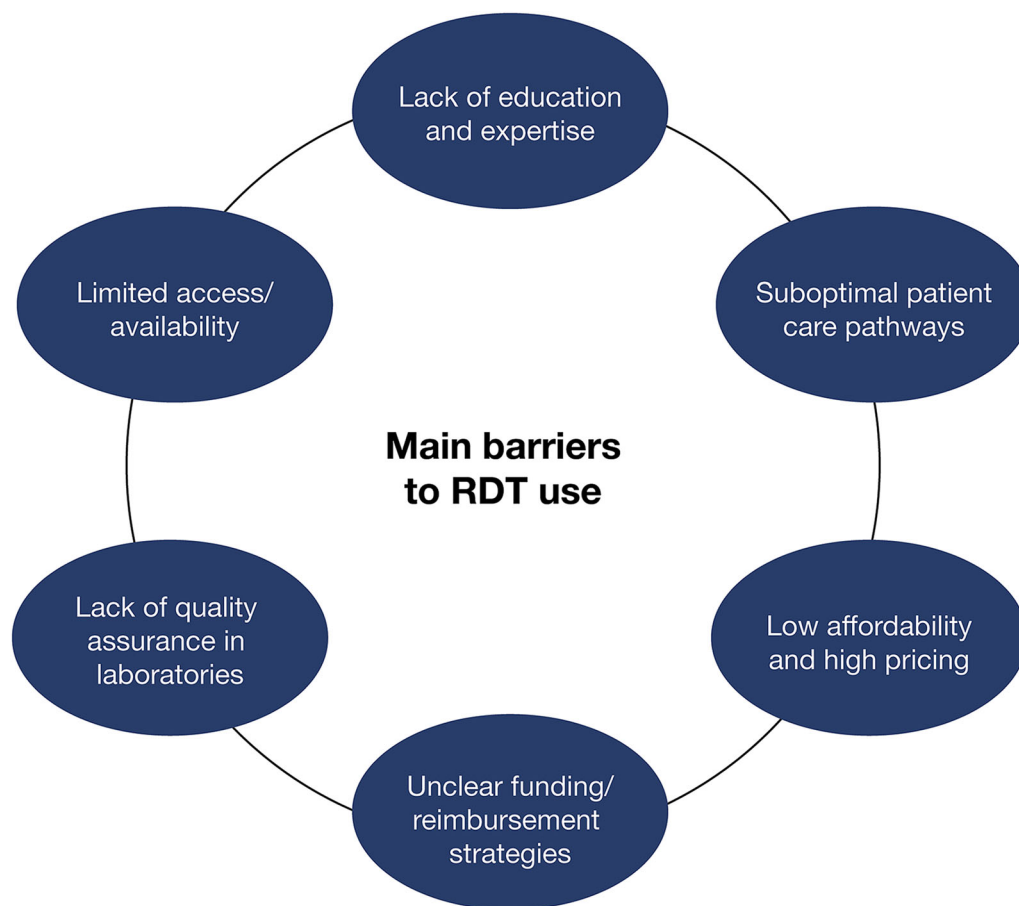 Lack of education
and expertise
Suboptimal patient
care pathways
Low affordability
and high pricing
Unclear funding/
reimbursement
strategies
Lack of quality
assurance in
laboratories
Limited access/
availability
Main barriers
to RDT use